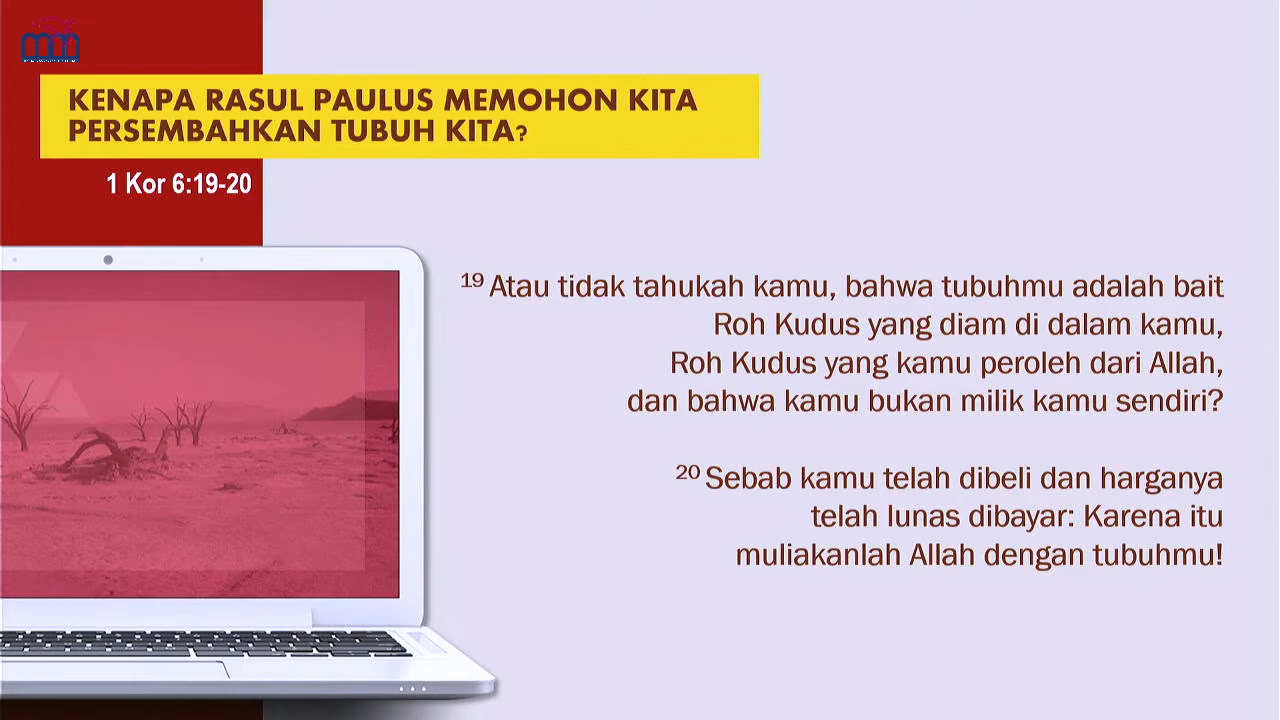 KENAPA RASUL PAULUS MEMOHON KITA
PERSEMBAHKAN TUBUH KITA?
1 Kor 6:19-20
19 Atau tidak tahukah kamu, bahwa tubuhmu adalah bait
Roh Kudus yang diam di dalam kamu,
Roh Kudus yang kamu peroleh dari Allah,
dan bahwa kamu bukan milik kamu sendiri?
20 Sebab kamu telah dibeli dan harganya
telah lunas dibayar: Karena itu
muliakanlah Allah dengan tubuhmu!